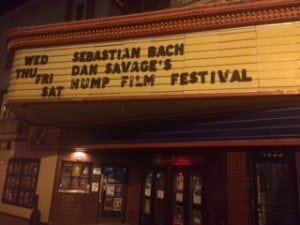 WED SEBASTIAN BACH
THU DAN SAVAGE'S
FRI HUMP FILM FESTIVAL
SAT